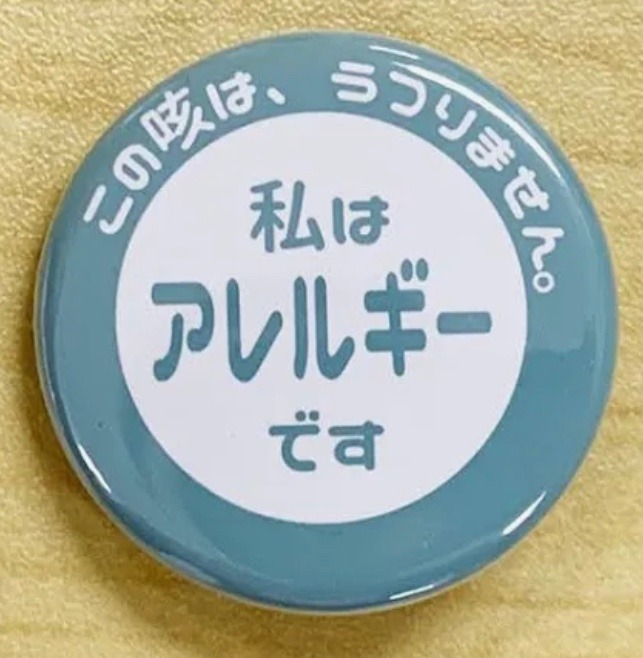 この咳は、うつりません。
私は
アレルギー
です